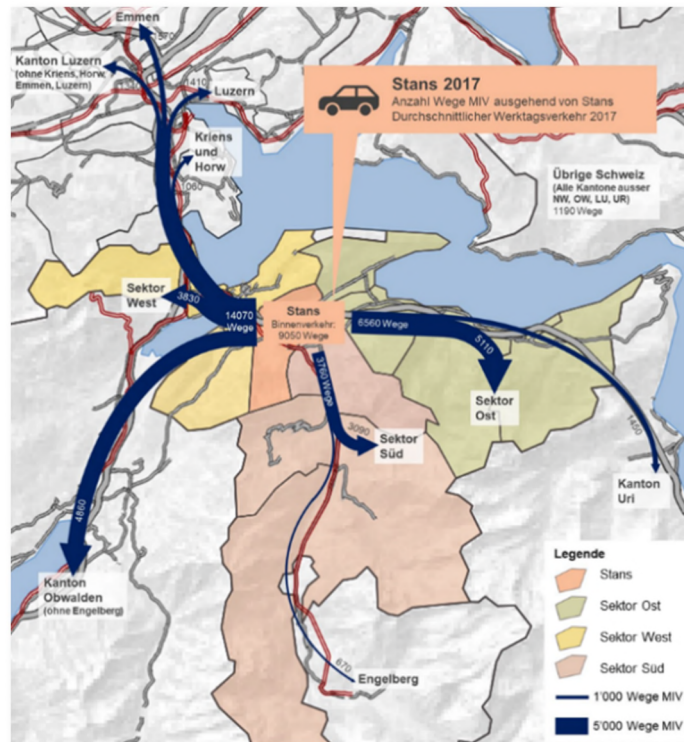 Emmen
1570
Kanton Luzern
(ohne Kriens, Horw,
Emmen, Luzern)
1410
Luzern
Kriens
und
Horw
1060
Stans 2017
Anzahl Wege MIV ausgehend von Stans
Durchschnittlicher Werktagsverkehr 2017
Übrige Schweiz
(Alle Kantone ausser
NW, OW, LU, UR)
1190 Wege
Sektor
West
3830
14070
Wege
Stans
Binnenverkehr:
9050 Wege
6560 Wege
5110
3760 Wege
Sektor
Ost
3090
Sektor
Süd
1450
Kanton
Uri
4860
Kanton
Obwalden
(ohne Engelberg)
670
Engelberg
Legende
Stans
Sektor Ost
Sektor West
Sektor Süd
1'000 Wege MIV
5'000 Wege MIV